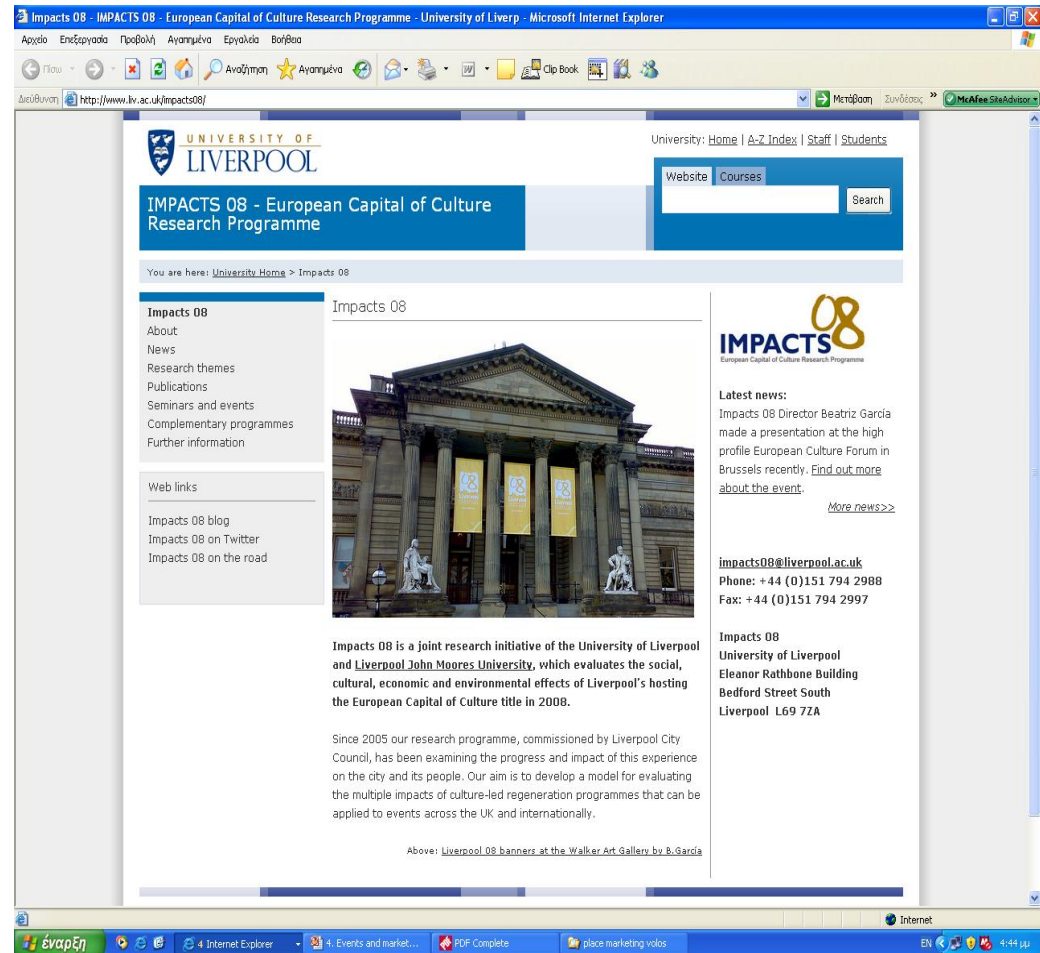 Impacts 08 - IMPACTS 08 - European Capital of Culture Research Programme - University of Liverp - Microsoft Internet Explorer
Αρχείο Επεξεργασία Προβολή Αγαπημένα Εργαλεία Βοήθεια
Πίσω Αναζήτηση Αγαπημένα Clip Book
Διεύθυνση http://www.liv.ac.uk/impacts08/ Μετάβαση Συνδέσεις » McAfee SiteAdvisor
UNIVERSITY OF
LIVERPOOL
University: Home | A-Z Index | Staff | Students
Website Courses
Search
IMPACTS 08 - European Capital of Culture
Research Programme
You are here: University Home > Impacts 08
Impacts 08
About
News
Research themes
Publications
Seminars and events
Complementary programmes
Further information
Web links
Impacts 08 blog
Impacts 08 on Twitter
Impacts 08 on the road
Impacts 08
08 08 08
Impacts 08 is a joint research initiative of the University of Liverpool
and Liverpool John Moores University, which evaluates the social,
cultural, economic and environmental effects of Liverpool's hosting
the European Capital of Culture title in 2008.
Since 2005 our research programme, commissioned by Liverpool City
Council, has been examining the progress and impact of this experience
on the city and its people. Our aim is to develop a model for evaluating
the multiple impacts of culture-led regeneration programmes that can be
applied to events across the UK and internationally.
Above: Liverpool 08 banners at the Walker Art Gallery by B.García
IMPACTS 08
European Capital of Culture Research Programme
Latest news:
Impacts 08 Director Beatriz García
made a presentation at the high
profile European Culture Forum in
Brussels recently. Find out more
about the event.
More news>>
impacts08@liverpool.ac.uk
Phone: +44 (0)151 794 2988
Fax: +44 (0)151 794 2997
Impacts 08
University of Liverpool
Eleanor Rathbone Building
Bedford Street South
Liverpool L69 7ZA
Internet
έναρξη 4 Internet Explorer 4. Events and market... PDF Complete place marketing volos EN 4:44 μμ